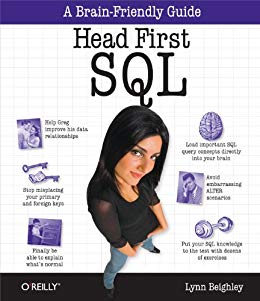 A Brain-Friendly Guide
Head First
SQL
Help Greg
improve his data
relationships
Load important SQL
query concepts directly
into your brain
Stop misplacing
your primary
and foreign keys
Avoid
embarrassing
ALTER
scenarios
Finally be
able to explain
what's normal
Put your SQL knowledge
to the test with dozens
of exercises
O'REILLY®
Lynn Beighley